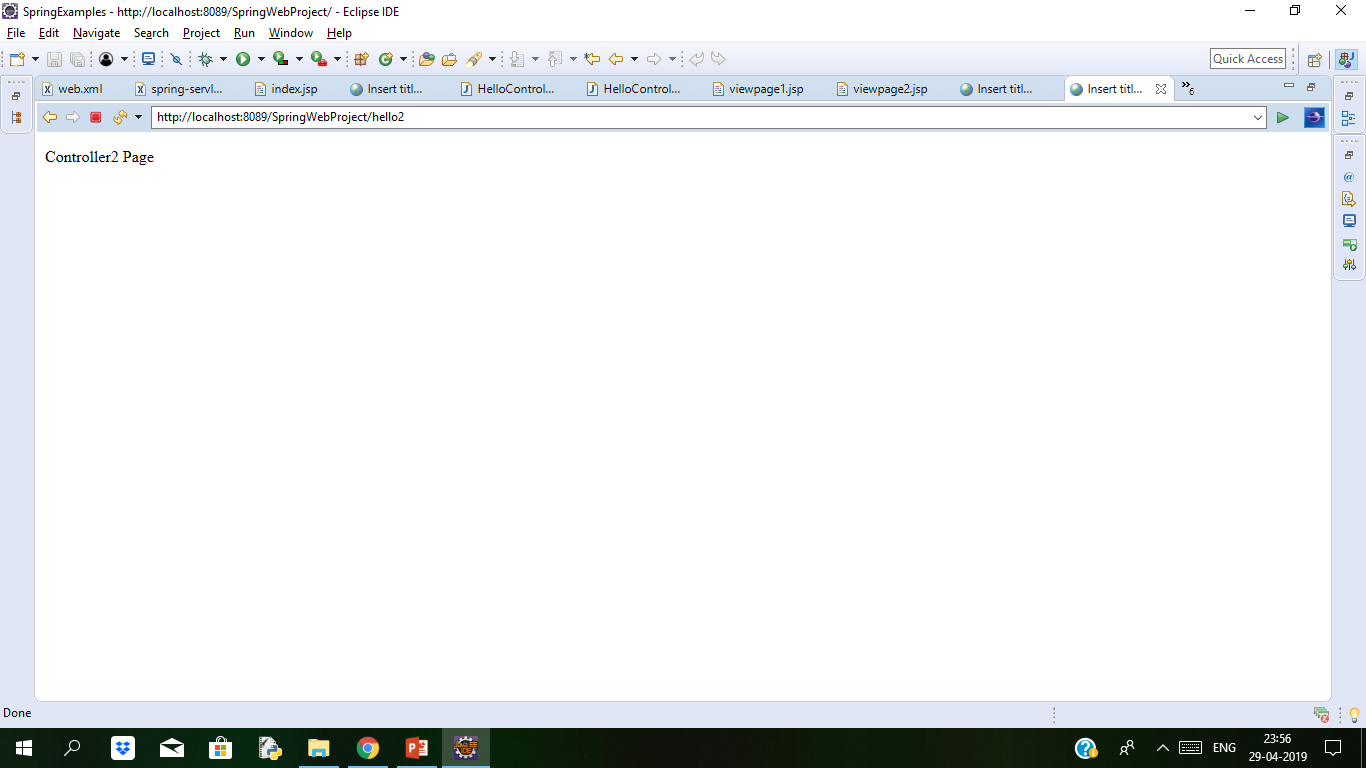 SpringExamples - http://localhost:8089/SpringWebProject/ - Eclipse IDE
File Edit Navigate Search Project Run Window Help
Quick Access
web.xml spring-servl... index.jsp Insert titl... HelloControl... HelloControl... viewpage1.jsp viewpage2.jsp Insert titl... Insert titl... »6
http://localhost:8089/SpringWebProject/hello2
Controller2 Page
Done
ENG 23:56
29-04-2019